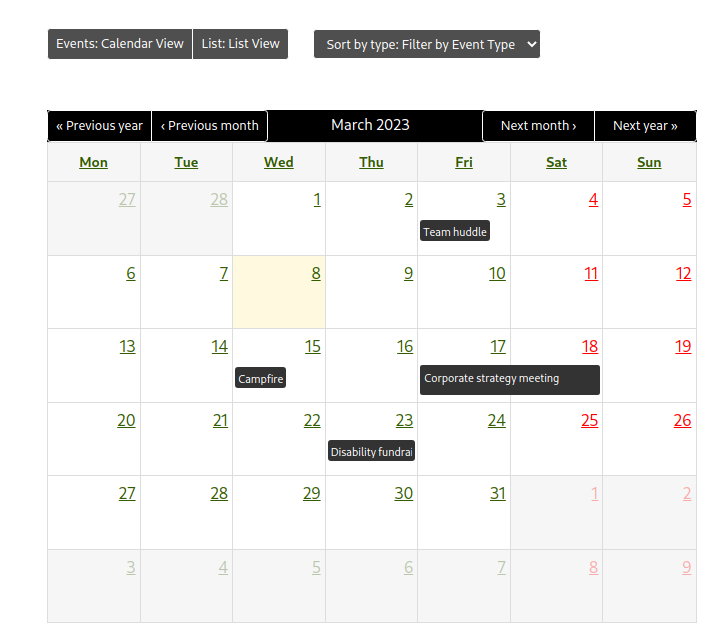 Events: Calendar View List: List View Sort by type: Filter by Event Type
« Previous year ‹ Previous month March 2023 Next month › Next year »
Mon Tue Wed Thu Fri Sat Sun
27 28 1 2 3 4 5
Team huddle
6 7 8 9 10 11 12
13 14 15 16 17 18 19
Campfire Corporate strategy meeting
20 21 22 23 24 25 26
Disability fundrai
27 28 29 30 31 1 2
3 4 5 6 7 8 9